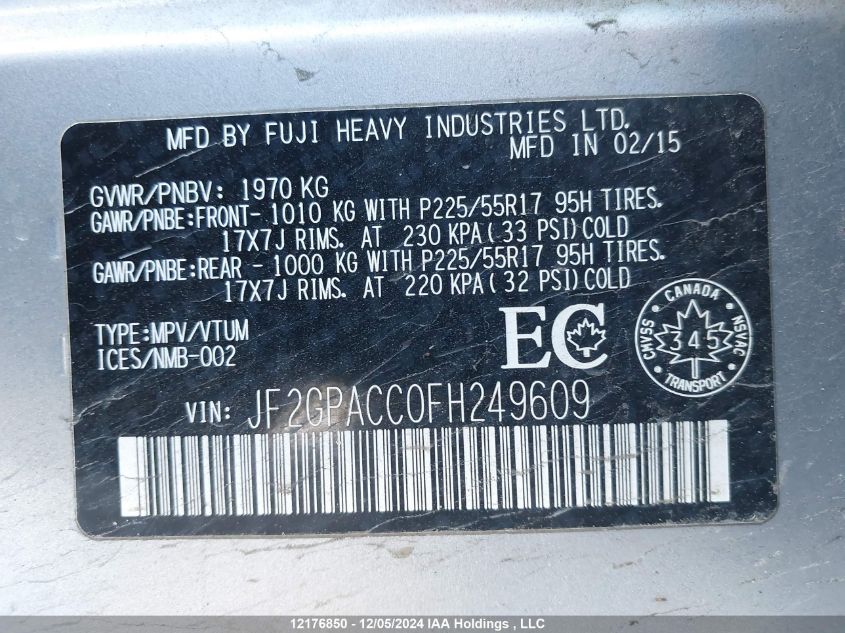 MFD BY FUJI HEAVY INDUSTRIES LTD.
MFD IN 02/15
GVWR/PNBV: 1970 KG
GAWR/PNBE:FRONT- 1010 KG WITH P225/55R17 95H TIRES.
17X7J RIMS. AT 230 KPA( 33 PSI)COLD
GAWR/PNBE:REAR - 1000 KG WITH P225/55R17 95H TIRES.
17X7J RIMS. AT 220 KPA( 32 PSI)COLD
TYPE:MPV/VTUM
ICES/NMB-002
EC
CANADA
CMVSS
345
NSVAC
TRANSPORT
VIN: JF2GPACC0FH249609
12176850 - 12/05/2024 IAA Holdings , LLC